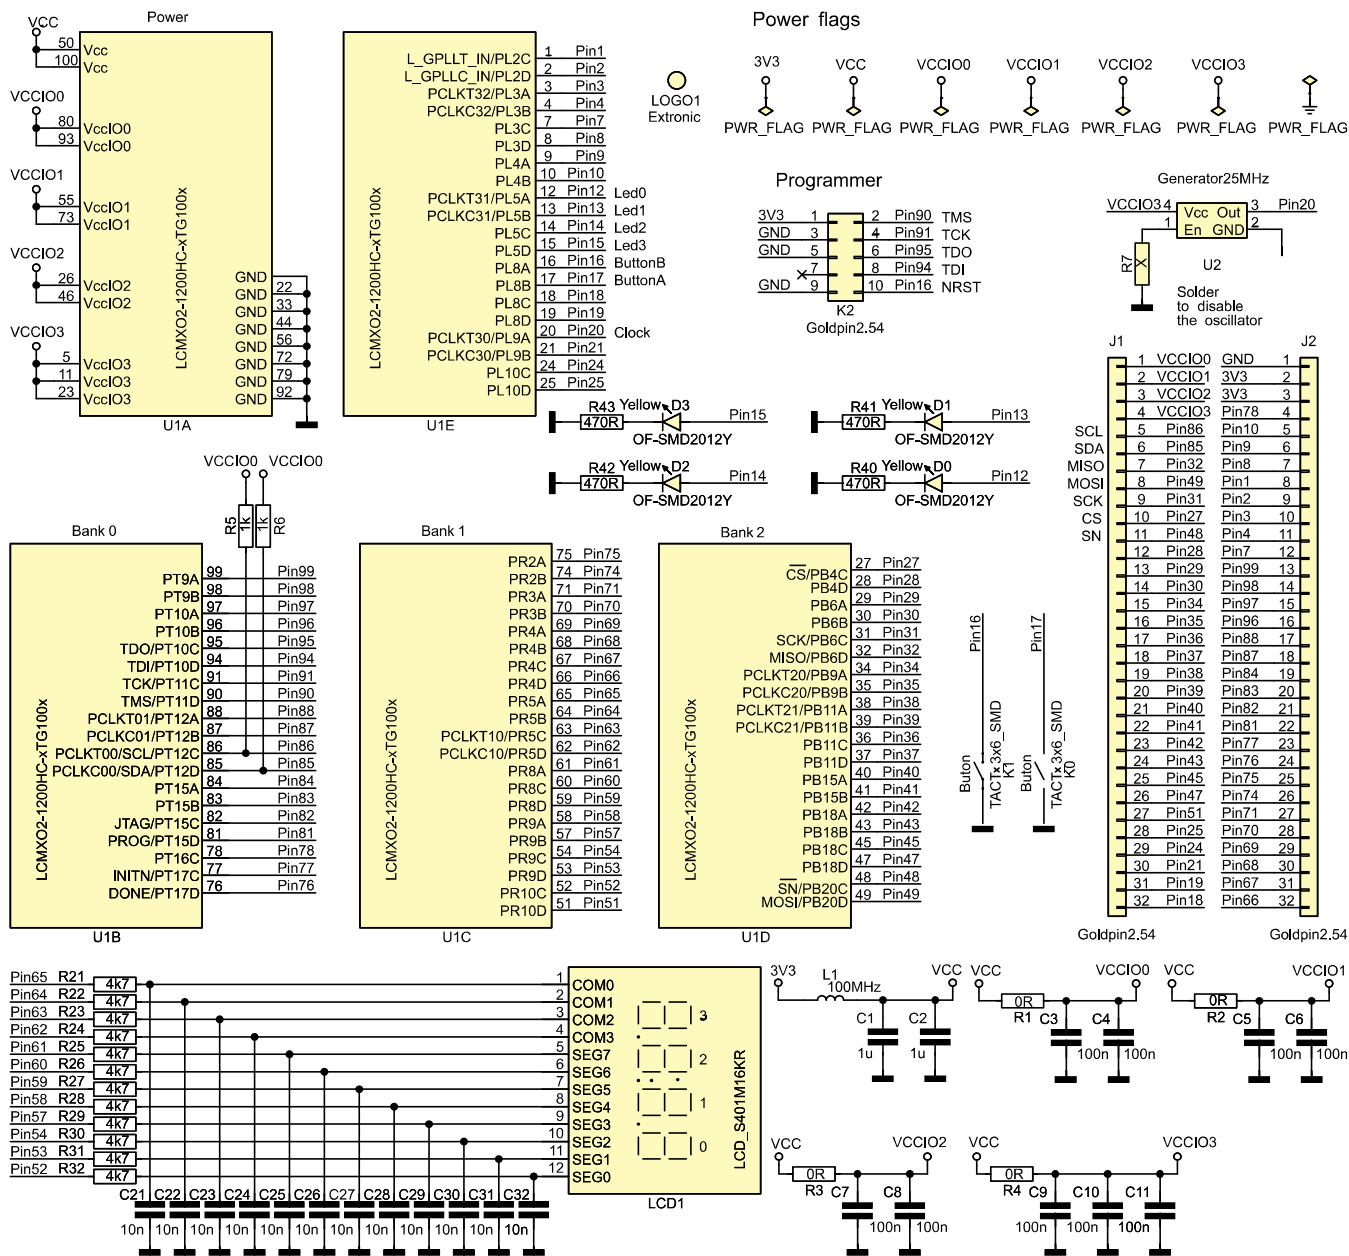 Power
VCC
50 Vcc
100 Vcc
VCCIO0
80 VccIO0
93 VccIO0
VCCIO1
55 VccIO1
73 VccIO1
VCCIO2
26 VccIO2
46 VccIO2
VCCIO3
5 VccIO3
11 VccIO3
23 VccIO3
LCMXO2-1200HC-xTG100x
GND 22
GND 33
GND 44
GND 56
GND 72
GND 79
GND 92
GND
U1A
L_GPLLT_IN/PL2C 1 Pin1
L_GPLLC_IN/PL2D 2 Pin2
PCLKT32/PL3A 3 Pin3
PCLKC32/PL3B 4 Pin4
PL3C 7 Pin7
PL3D 8 Pin8
PL4A 9 Pin9
PL4B 10 Pin10
PCLKT31/PL5A 12 Pin12 Led0
PCLKC31/PL5B 13 Pin13 Led1
PL5C 14 Pin14 Led2
PL5D 15 Pin15 Led3
PL8A 16 Pin16 ButtonB
PL8B 17 Pin17 ButtonA
PL8C 18 Pin18
PL8D 19 Pin19
PCLKT30/PL9A 20 Pin20 Clock
PCLKC30/PL9B 21 Pin21
PL10C 24 Pin24
PL10D 25 Pin25
LCMXO2-1200HC-xTG100x
U1E
LOGO1
Extronic
Power flags
3V3 VCC VCCIO0 VCCIO1 VCCIO2 VCCIO3
PWR_FLAG PWR_FLAG PWR_FLAG PWR_FLAG PWR_FLAG PWR_FLAG PWR_FLAG
Programmer
3V3 1 2 Pin90 TMS
GND 3 4 Pin91 TCK
GND 5 6 Pin95 TDO
7 8 Pin94 TDI
GND 9 10 Pin16 NRST
K2
Goldpin2.54
Generator25MHz
VCCIO3 4 Vcc Out 3 Pin20
1 En GND 2
R7 X
U2
Solder
to disable
the oscillator
R43 Yellow D3 Pin15
470R OF-SMD2012Y
R41 Yellow D1 Pin13
470R OF-SMD2012Y
R42 Yellow D2 Pin14
470R OF-SMD2012Y
R40 Yellow D0 Pin12
470R OF-SMD2012Y
J1 J2
1 VCCIO0 GND 1
2 VCCIO1 3V3 2
3 VCCIO2 3V3 3
4 VCCIO3 Pin78 4
SCL 5 Pin86 Pin10 5
SDA 6 Pin85 Pin9 6
MISO 7 Pin32 Pin8 7
MOSI 8 Pin49 Pin1 8
SCK 9 Pin31 Pin2 9
CS 10 Pin27 Pin3 10
SN 11 Pin48 Pin4 11
12 Pin28 Pin7 12
13 Pin29 Pin99 13
14 Pin30 Pin98 14
15 Pin34 Pin97 15
16 Pin35 Pin96 16
17 Pin36 Pin88 17
18 Pin37 Pin87 18
19 Pin38 Pin84 19
20 Pin39 Pin83 20
21 Pin40 Pin82 21
22 Pin41 Pin81 22
23 Pin42 Pin77 23
24 Pin43 Pin76 24
25 Pin45 Pin75 25
26 Pin47 Pin74 26
27 Pin51 Pin71 27
28 Pin25 Pin70 28
29 Pin24 Pin69 29
30 Pin21 Pin68 30
31 Pin19 Pin67 31
32 Pin18 Pin66 32
Goldpin2.54 Goldpin2.54
VCCIO0 VCCIO0
R5 1k 1k R6
Bank 0
PT9A 99 Pin99
PT9B 98 Pin98
PT10A 97 Pin97
PT10B 96 Pin96
TDO/PT10C 95 Pin95
TDI/PT10D 94 Pin94
TCK/PT11C 91 Pin91
TMS/PT11D 90 Pin90
PCLKT01/PT12A 88 Pin88
PCLKC01/PT12B 87 Pin87
PCLKT00/SCL/PT12C 86 Pin86
PCLKC00/SDA/PT12D 85 Pin85
PT15A 84 Pin84
PT15B 83 Pin83
JTAG/PT15C 82 Pin82
PROG/PT15D 81 Pin81
PT16C 78 Pin78
INITN/PT17C 77 Pin77
DONE/PT17D 76 Pin76
LCMXO2-1200HC-xTG100x
U1B
Bank 1
PR2A 75 Pin75
PR2B 74 Pin74
PR3A 71 Pin71
PR3B 70 Pin70
PR4A 69 Pin69
PR4B 68 Pin68
PR4C 67 Pin67
PR4D 66 Pin66
PR5A 65 Pin65
PR5B 64 Pin64
PCLKT10/PR5C 63 Pin63
PCLKC10/PR5D 62 Pin62
PR8A 61 Pin61
PR8C 60 Pin60
PR8D 59 Pin59
PR9A 58 Pin58
PR9B 57 Pin57
PR9C 54 Pin54
PR9D 53 Pin53
PR10C 52 Pin52
PR10D 51 Pin51
LCMXO2-1200HC-xTG100x
U1C
Bank 2
CS/PB4C 27 Pin27
PB4D 28 Pin28
PB6A 29 Pin29
PB6B 30 Pin30
SCK/PB6C 31 Pin31
MISO/PB6D 32 Pin32
PCLKT20/PB9A 34 Pin34
PCLKC20/PB9B 35 Pin35
PCLKT21/PB11A 38 Pin38
PCLKC21/PB11B 39 Pin39
PB11C 36 Pin36
PB11D 37 Pin37
PB15A 40 Pin40
PB15B 41 Pin41
PB18A 42 Pin42
PB18B 43 Pin43
PB18C 45 Pin45
PB18D 47 Pin47
SN/PB20C 48 Pin48
MOSI/PB20D 49 Pin49
LCMXO2-1200HC-xTG100x
U1D
Pin16
Buton
TACTx 3x6_SMD
K1
Pin17
Buton
TACTx 3x6_SMD
K0
Pin65 R21 4k7 1 COM0
Pin64 R22 4k7 2 COM1
Pin63 R23 4k7 3 COM2
Pin62 R24 4k7 4 COM3
Pin61 R25 4k7 5 SEG7
Pin60 R26 4k7 6 SEG6
Pin59 R27 4k7 7 SEG5
Pin58 R28 4k7 8 SEG4
Pin57 R29 4k7 9 SEG3
Pin54 R30 4k7 10 SEG2
Pin53 R31 4k7 11 SEG1
Pin52 R32 4k7 12 SEG0
3
2
1
0
LCD_S401M16KR
LCD1
C21 C22 C23 C24 C25 C26 C27 C28 C29 C30 C31 C32
10n 10n 10n 10n 10n 10n 10n 10n 10n 10n 10n 10n
3V3 L1 VCC
100MHz
C1 C2
1u 1u
VCC VCCIO0
0R
R1 C3 C4
100n 100n
VCC VCCIO1
0R
R2 C5 C6
100n 100n
VCC VCCIO2
0R
R3 C7 C8
100n 100n
VCC VCCIO3
0R
R4 C9 C10 C11
100n 100n 100n